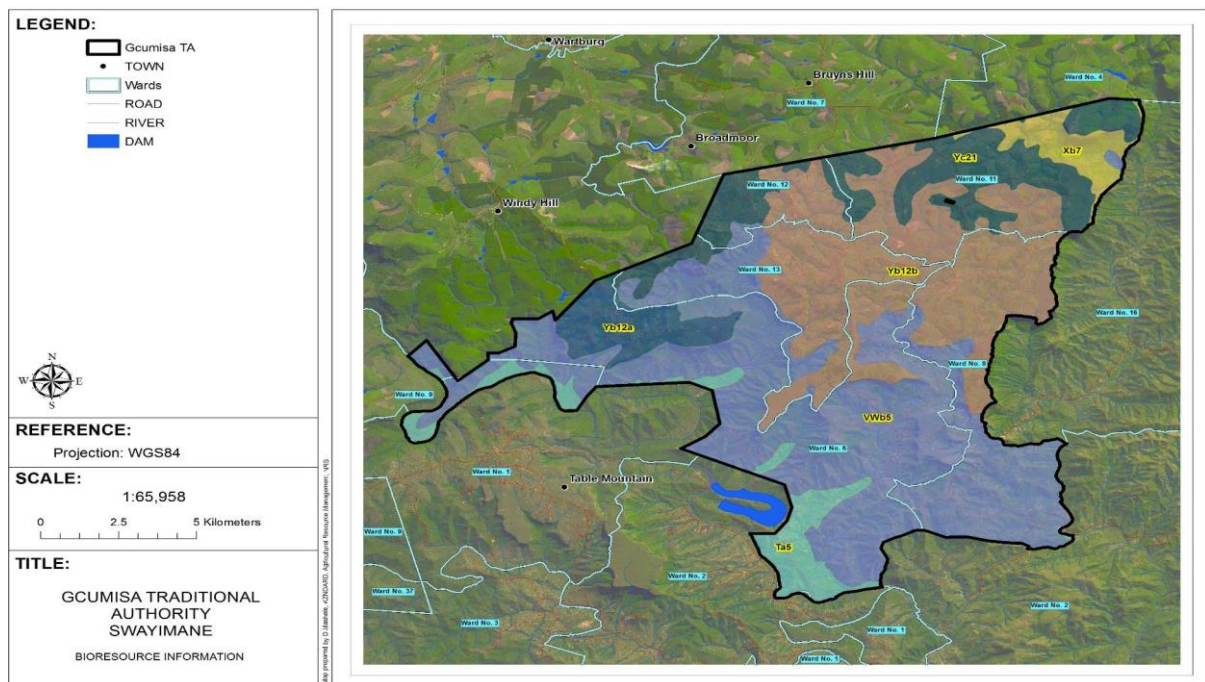 LEGEND:
Gcumisa TA
TOWN
Wards
ROAD
RIVER
DAM
N
W E
S
REFERENCE:
Projection: WGS84
SCALE:
1:65,958
0 2.5 5 Kilometers
TITLE:
GCUMISA TRADITIONAL
AUTHORITY
SWAYIMANE
BIORESOURCE INFORMATION
Wartburg
Bruyns Hill
Ward No. 4
Ward No. 7
Broadmoor
Xb7
Yc21
Ward No. 11
Ward No. 12
Windy Hill
Ward No. 13
Yb12b
Ward No. 16
Yb12a
Ward No. 8
Ward No. 9
VWb5
Ward No. 6
Ward No. 1
Table Mountain
Ward No. 9
Ta5
Ward No. 2
Ward No. 37
Ward No. 2
Ward No. 3
Ward No. 1
Ward No. 1